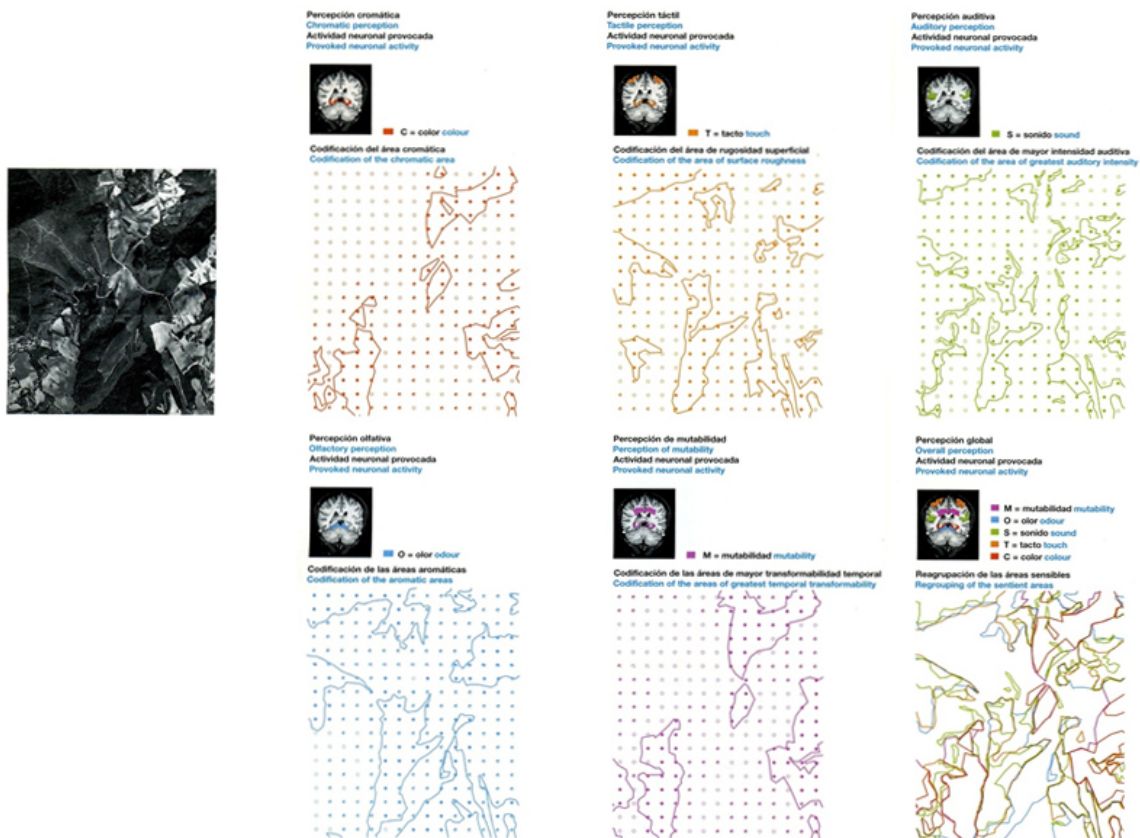 Percepción cromática
Chromatic perception
Actividad neuronal provocada
Provoked neuronal activity
C = color colour
Codificación del área cromática
Codification of the chromatic area
Percepción táctil
Tactile perception
Actividad neuronal provocada
Provoked neuronal activity
T = tacto touch
Codificación del área de rugosidad superficial
Codification of the area of surface roughness
Percepción auditiva
Auditory perception
Actividad neuronal provocada
Provoked neuronal activity
S = sonido sound
Codificación del área de mayor intensidad auditiva
Codification of the area of greatest auditory intensity
Percepción olfativa
Olfactory perception
Actividad neuronal provocada
Provoked neuronal activity
O = olor odour
Codificación de las áreas aromáticas
Codification of the aromatic areas
Percepción de mutabilidad
Perception of mutability
Actividad neuronal provocada
Provoked neuronal activity
M = mutabilidad mutability
Codificación de las áreas de mayor transformabilidad temporal
Codification of the areas of greatest temporal transformability
Percepción global
Overall perception
Actividad neuronal provocada
Provoked neuronal activity
M = mutabilidad mutability
O = olor odour
S = sonido sound
T = tacto touch
C = color colour
Reagrupación de las áreas sensibles
Regrouping of the sentient areas